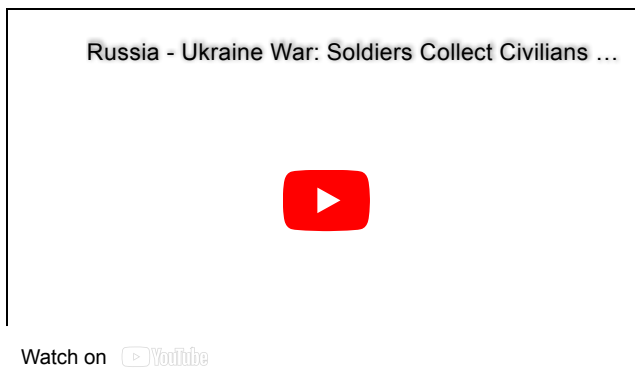 Russia - Ukraine War: Soldiers Collect Civilians …
Watch on YouTube